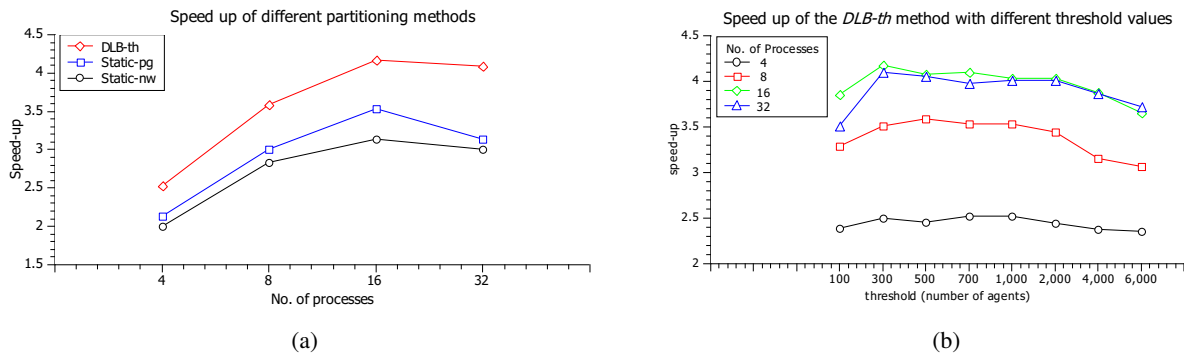 Speed up of different partitioning methods
4.5
4
3.5
3
2.5
2
1.5
Speed-up
DLB-th
Static-pg
Static-nw
4
8
16
32
No. of processes
(a)
Speed up of the DLB-th method with different threshold values
4.5
4
3.5
3
2.5
2
speed-up
No. of Processes
4
8
16
32
100
300
500
700
1,000
2,000
4,000
6,000
threshold (number of agents)
(b)